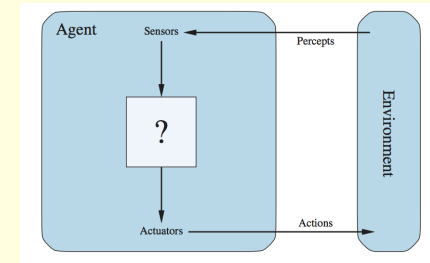 Agent
Sensors
Percepts
?
Environment
Actuators
Actions